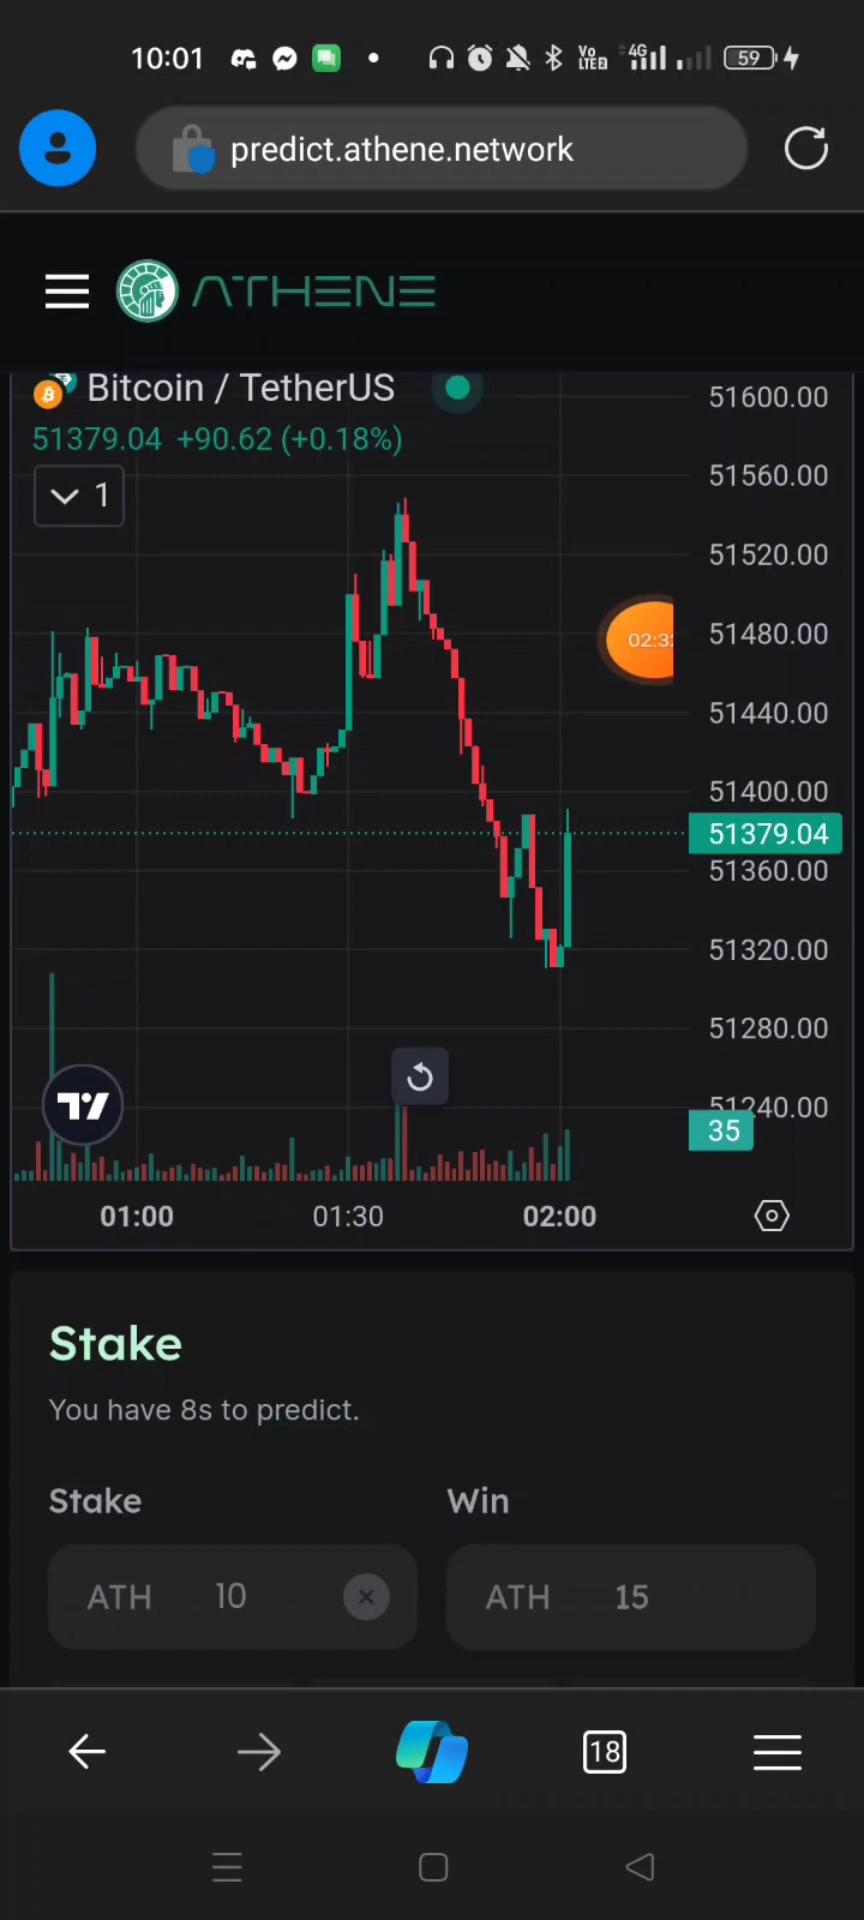 10:01
Vo LTE2 4G 59
predict.athene.network
ATHENE
Bitcoin / TetherUS
51379.04 +90.62 (+0.18%)
1
51600.00
51560.00
51520.00
51480.00
51440.00
51400.00
51379.04
51360.00
51320.00
51280.00
51240.00
35
01:00 01:30 02:00
Stake
You have 8s to predict.
Stake Win
ATH 10 ATH 15
18